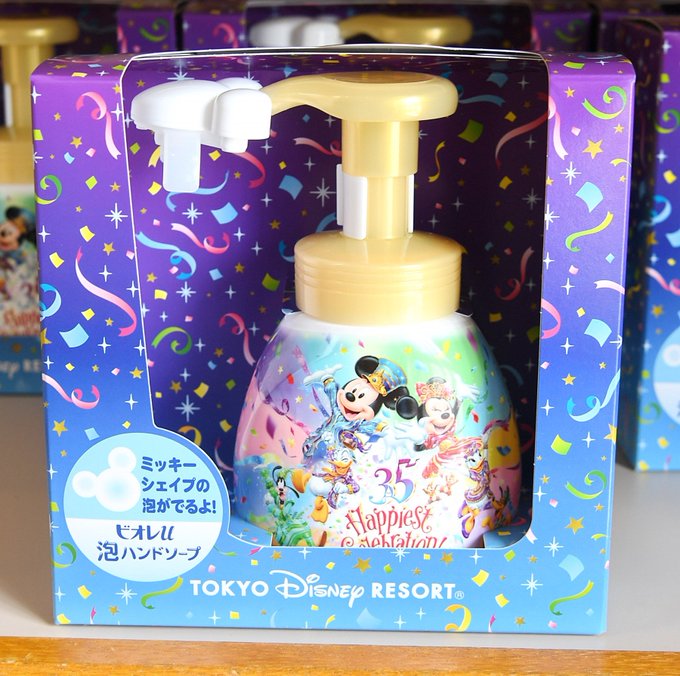 35
Happiest
Celebration!
ミッキー
シェイプの
泡がでるよ!
ビオレu
泡ハンドソープ
TOKYO Disney RESORT®